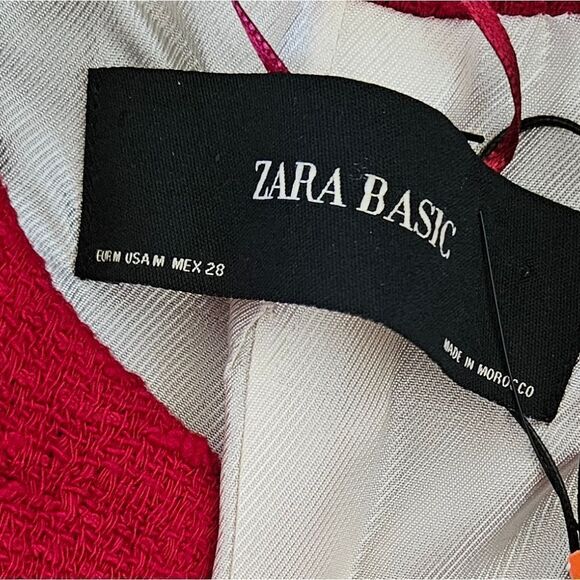 ZARA BASIC
EUR M USA M MEX 28
MADE IN MOROCCO